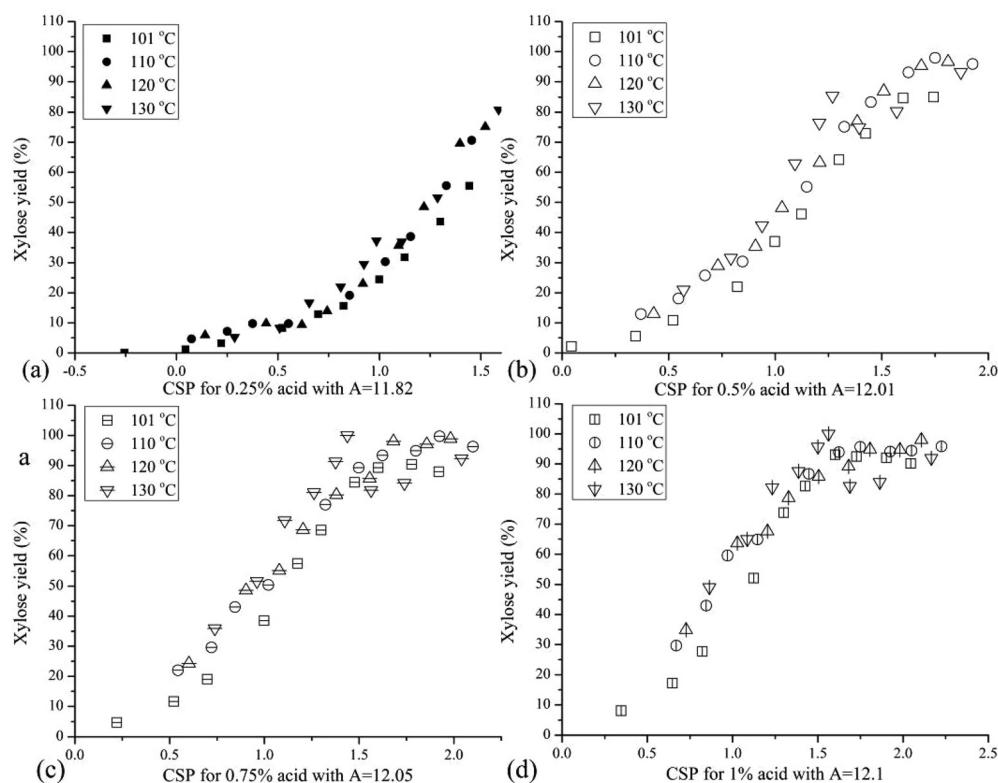 110
100
90
80
70
60
50
40
30
20
10
0
Xylose yield (%)
101 °C
110 °C
120 °C
130 °C
-0.5 0.0 0.5 1.0 1.5
(a)
CSP for 0.25% acid with A=11.82
110
100
90
80
70
60
50
40
30
20
10
0
Xylose yield (%)
101 °C
110 °C
120 °C
130 °C
0.0 0.5 1.0 1.5 2.0
(b)
CSP for 0.5% acid with A=12.01
110
100
90
80
70
60
50
40
30
20
10
0
Xylose yield (%)
a
101 °C
110 °C
120 °C
130 °C
0.0 0.5 1.0 1.5 2.0
(c)
CSP for 0.75% acid with A=12.05
110
100
90
80
70
60
50
40
30
20
10
0
Xylose yield (%)
101 °C
110 °C
120 °C
130 °C
0.0 0.5 1.0 1.5 2.0 2.5
(d)
CSP for 1% acid with A=12.1